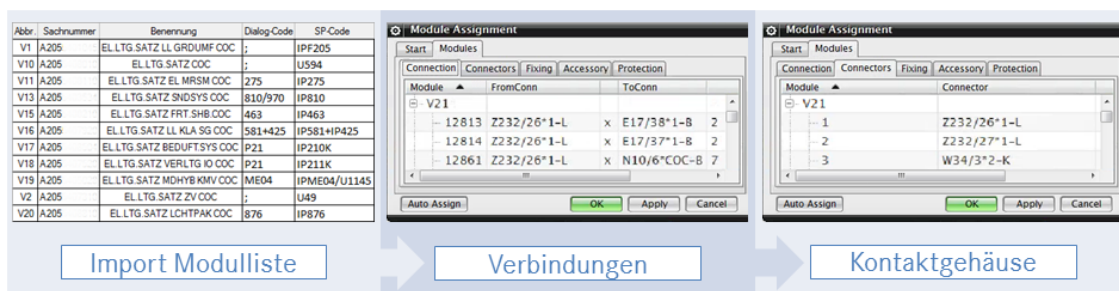 Abbr. Sachnummer Benennung Dialog-Code SP-Code
V1 A205 EL.LTG.SATZ LL GRDUMF COC ; IPF205
V10 A205 EL.LTG.SATZ COC ; U594
V11 A205 EL.LTG.SATZ EL MRSM COC 275 IP275
V13 A205 EL.LTG.SATZ SNDSYS COC 810/970 IP810
V15 A205 EL.LTG.SATZ FRT.SHB.COC 463 IP463
V16 A205 EL.LTG.SATZ LL KLA SG COC 581+425 IP581+IP425
V17 A205 EL.LTG.SATZ BEDUFT.SYS COC P21 IP210K
V18 A205 EL.LTG.SATZ VERLTG IO COC P21 IP211K
V19 A205 EL.LTG.SATZ MDHYB KMV COC ME04 IPME04/U1145
V2 A205 EL.LTG.SATZ ZV COC ; U49
V20 A205 EL.LTG.SATZ LCHTPAK COC 876 IP876
Import Modulliste
Module Assignment
Start Modules
Connection Connectors Fixing Accessory Protection
Module FromConn ToConn
V21
12813 Z232/26*1-L x E17/38*1-B 2
12814 Z232/26*1-L x E17/37*1-B 2
12861 Z232/26*1-L x N10/6*COC-B 7
Auto Assign OK Apply Cancel
Verbindungen
Module Assignment
Start Modules
Connection Connectors Fixing Accessory Protection
Module Connector
V21
1 Z232/26*1-L
2 Z232/27*1-L
3 W34/3*2-K
Auto Assign OK Apply Cancel
Kontaktgehäuse